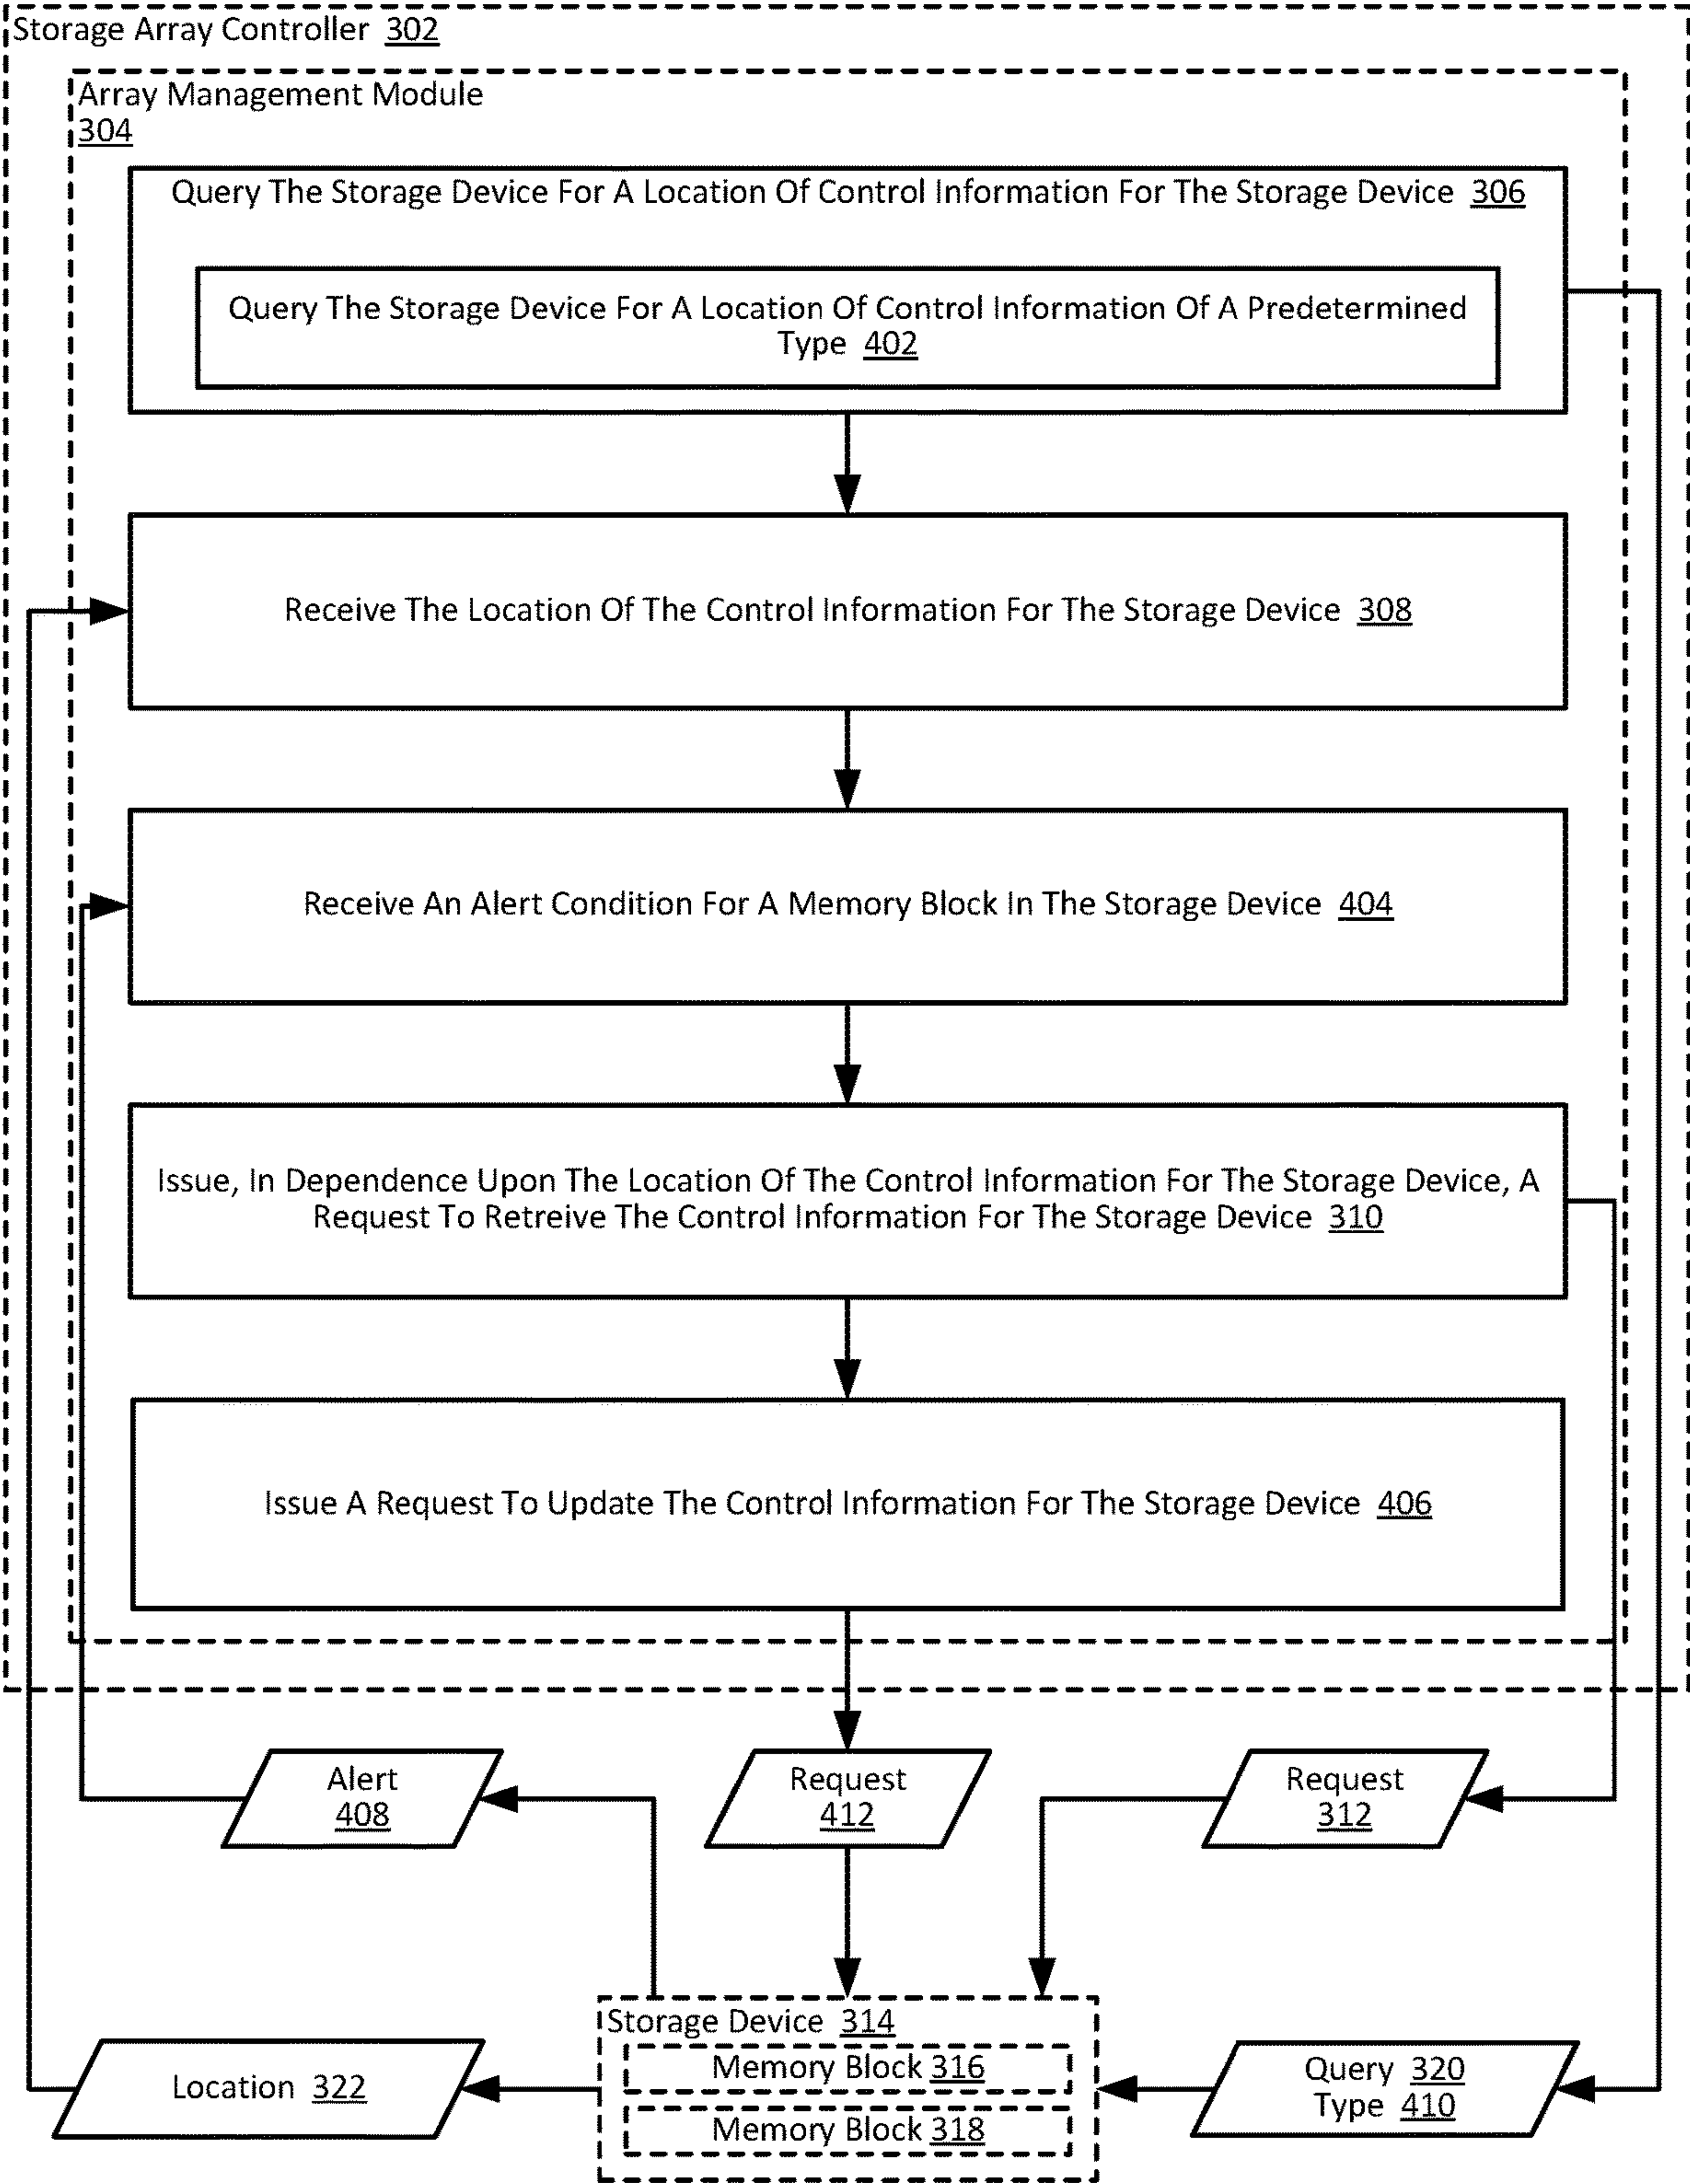 Storage Array Controller 302
Array Management Module
304
Query The Storage Device For A Location Of Control Information For The Storage Device 306
Query The Storage Device For A Location Of Control Information Of A Predetermined
Type 402
Receive The Location Of The Control Information For The Storage Device 308
Receive An Alert Condition For A Memory Block In The Storage Device 404
Issue, In Dependence Upon The Location Of The Control Information For The Storage Device, A
Request To Retreive The Control Information For The Storage Device 310
Issue A Request To Update The Control Information For The Storage Device 406
Alert
408
Request
412
Request
312
Storage Device 314
Memory Block 316
Memory Block 318
Location 322
Query 320
Type 410